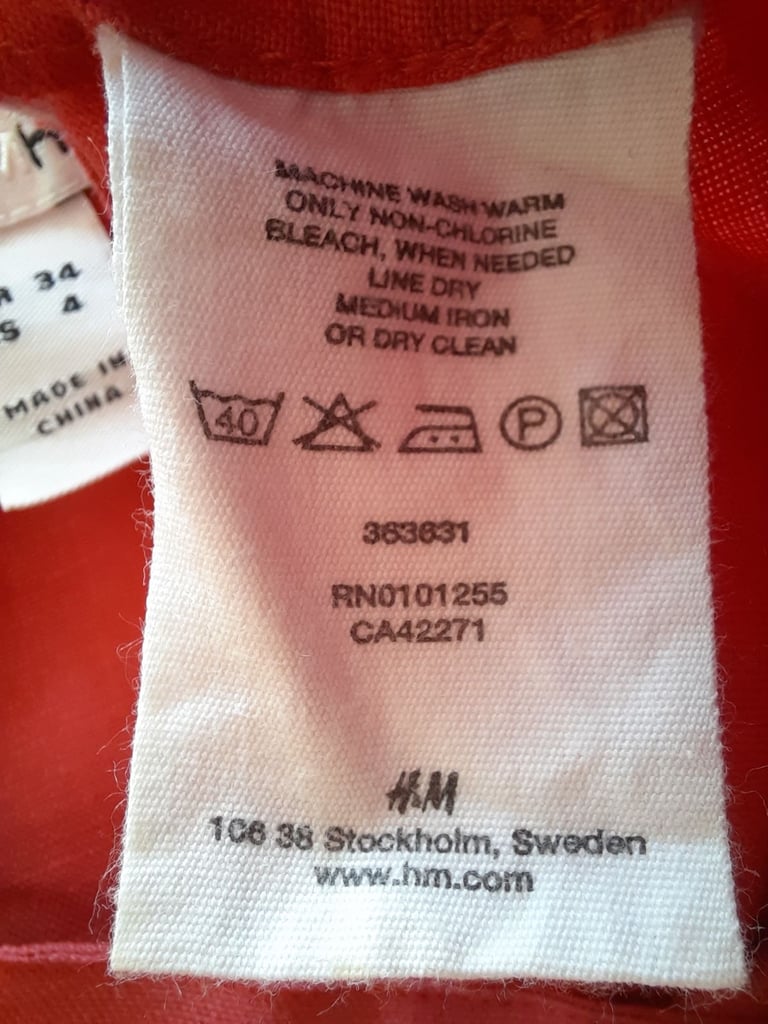 MACHINE WASH WARM
ONLY NON-CHLORINE
BLEACH, WHEN NEEDED
LINE DRY
MEDIUM IRON
OR DRY CLEAN
40
P
363631
RN0101255
CA42271
H&M
106 38 Stockholm, Sweden
www.hm.com
34
4
MADE IN
CHINA